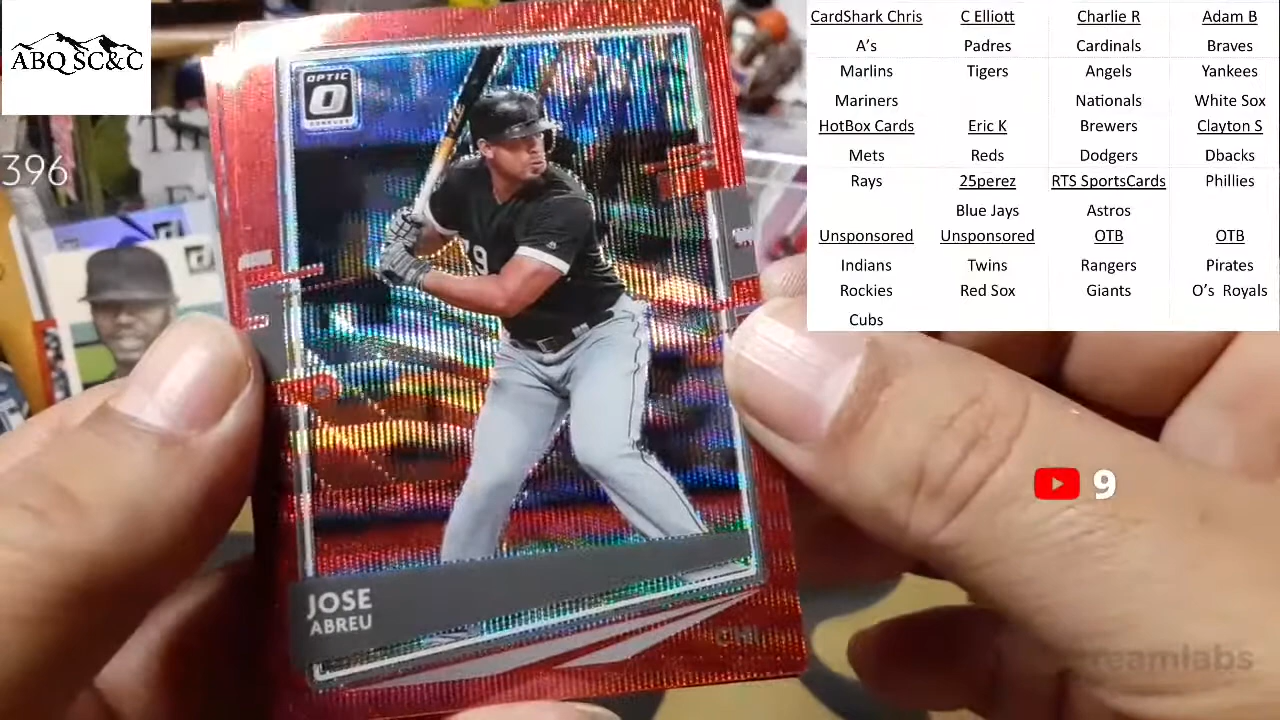 ABQ SC&C
396
OPTIC
JOSE
ABREU
CHI
CardShark Chris C Elliott Charlie R Adam B
A's Padres Cardinals Braves
Marlins Tigers Angels Yankees
Mariners Nationals White Sox
HotBox Cards Eric K Brewers Clayton S
Mets Reds Dodgers Dbacks
Rays 25perez RTS SportsCards Phillies
Blue Jays Astros
Unsponsored Unsponsored OTB OTB
Indians Twins Rangers Pirates
Rockies Red Sox Giants O's Royals
Cubs
9
reamlabs